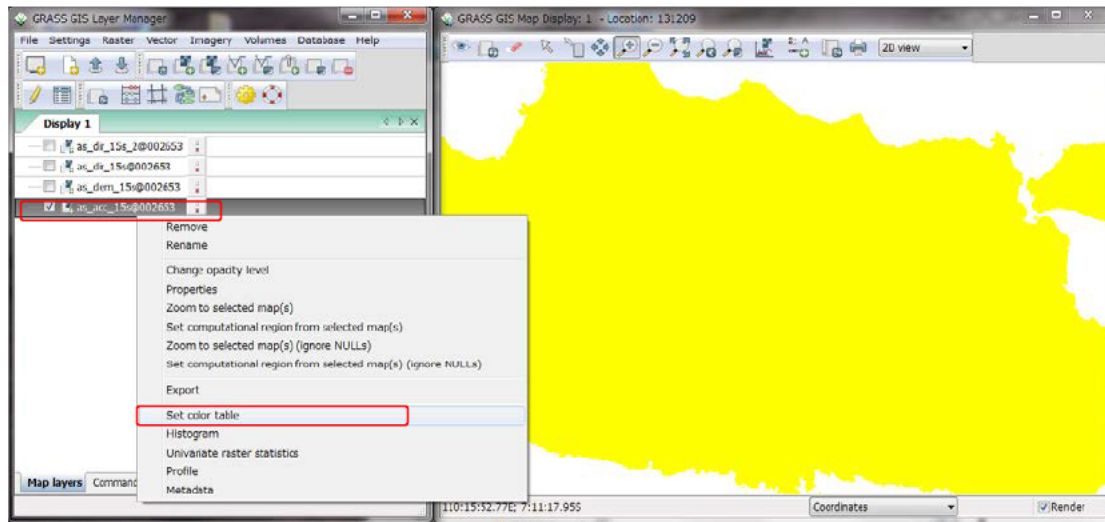 GRASS GIS Layer Manager
File Settings Raster Vector Imagery Volumes Database Help
Display 1
as_dir_15s_2@002653
as_dir_15s@002653
as_dem_15s@002653
as_acc_15s@002653
Remove
Rename
Change opacity level
Properties
Zoom to selected map(s)
Set computational region from selected map(s)
Zoom to selected map(s) (ignore NULLs)
Set computational region from selected map(s) (ignore NULLs)
Export
Set color table
Histogram
Univariate raster statistics
Profile
Metadata
Map layers Command
GRASS GIS Map Display: 1 - Location: 131209
2D view
110:15:52.77E; 7:11:17.95S
Coordinates
Render